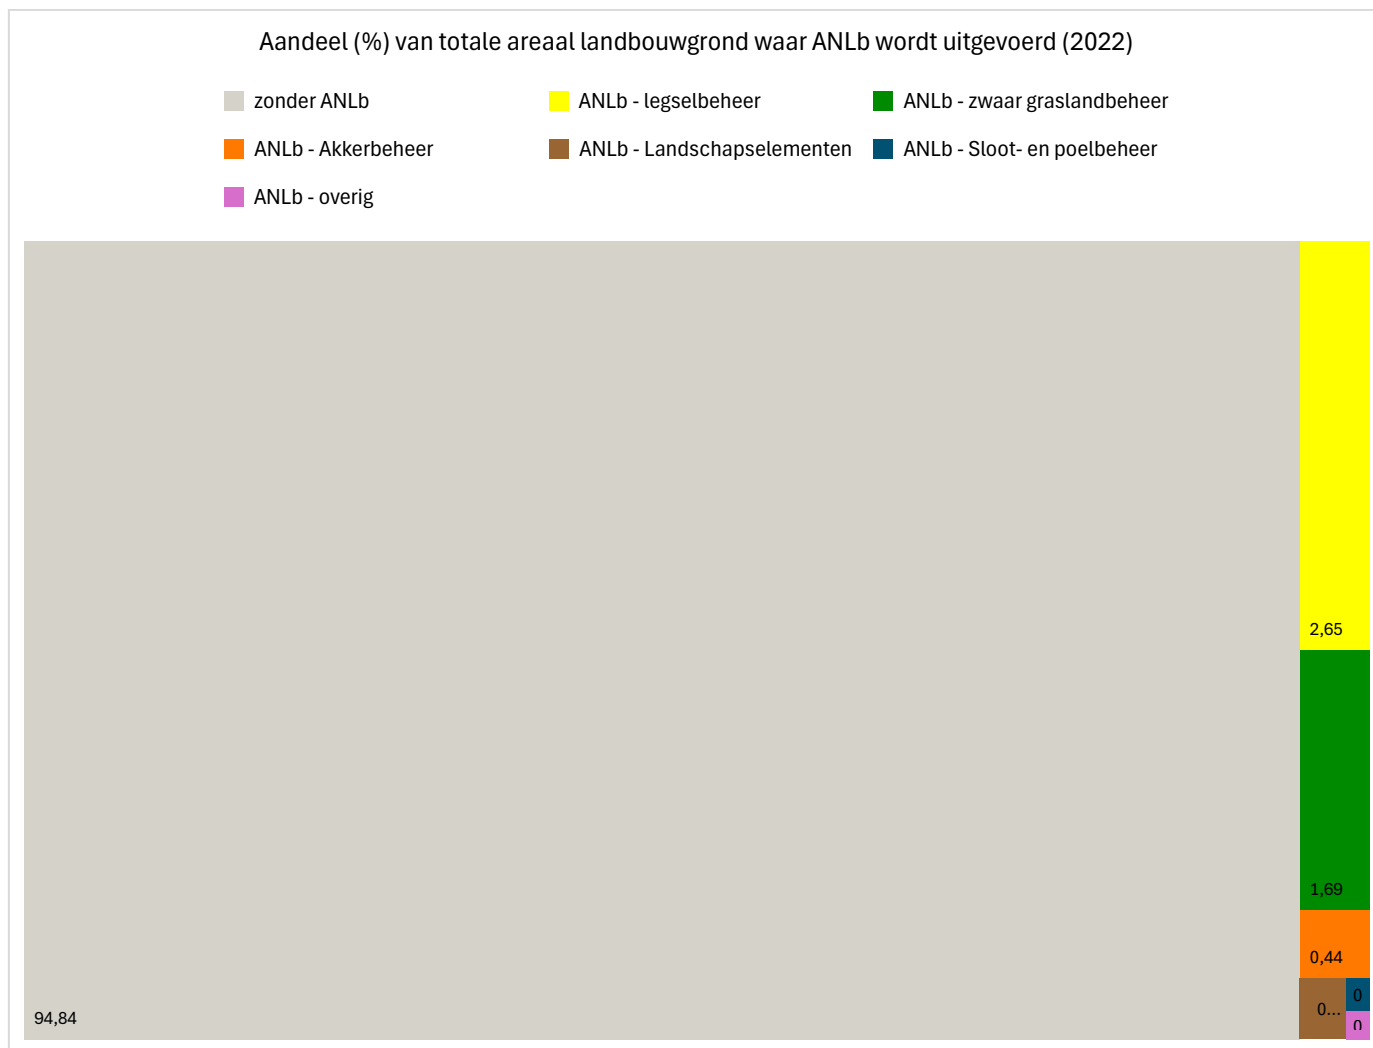 Aandeel (%) van totale areaal landbouwgrond waar ANLb wordt uitgevoerd (2022)
zonder ANLb
ANLb - legselbeheer
ANLb - zwaar graslandbeheer
ANLb - Akkerbeheer
ANLb - Landschapselementen
ANLb - Sloot- en poelbeheer
ANLb - overig
2,65
1,69
0,44
0...
0
0
94,84